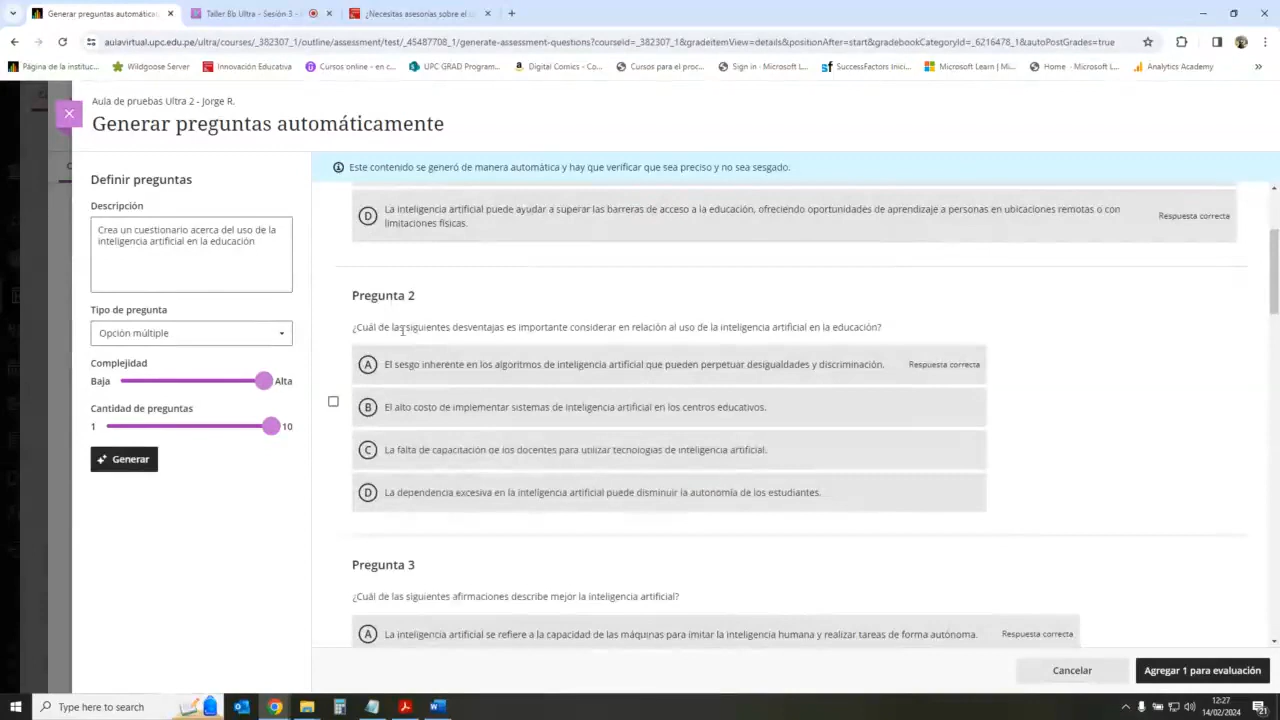 Generar preguntas automáticas
Taller Bb Ultra - Sesión 3 -
¿Necesitas asesorías sobre el
aulavirtual.upc.edu.pe/ultra/courses/_382307_1/outline/assessment/test/_45487708_1/generate-assessment-questions?courseId=_382307_1&gradeitemView=details&positionAfter=start&gradebookCategoryId=_6216478_1&autoPostGrades=true
Página de la instituc...
Wildgoose Server
Innovación Educativa
Cursos online - en c...
UPC GRAD Program...
Digital Comics - Co...
Cursos para el proc...
Sign in · Microsoft L...
SuccessFactors Inici...
Microsoft Learn | Mi...
Home · Microsoft L...
Analytics Academy
»
Aula de pruebas Ultra 2 - Jorge R.
Generar preguntas automáticamente
Este contenido se generó de manera automática y hay que verificar que sea preciso y no sea sesgado.
Definir preguntas
Descripción
Crea un cuestionario acerca del uso de la
inteligencia artificial en la educación
Tipo de pregunta
Opción múltiple
Complejidad
Baja Alta
Cantidad de preguntas
1 10
Generar
D La inteligencia artificial puede ayudar a superar las barreras de acceso a la educación, ofreciendo oportunidades de aprendizaje a personas en ubicaciones remotas o con Respuesta correcta
limitaciones físicas.
Pregunta 2
¿Cuál de las siguientes desventajas es importante considerar en relación al uso de la inteligencia artificial en la educación?
A El sesgo inherente en los algoritmos de inteligencia artificial que pueden perpetuar desigualdades y discriminación. Respuesta correcta
B El alto costo de implementar sistemas de inteligencia artificial en los centros educativos.
C La falta de capacitación de los docentes para utilizar tecnologías de inteligencia artificial.
D La dependencia excesiva en la inteligencia artificial puede disminuir la autonomía de los estudiantes.
Pregunta 3
¿Cuál de las siguientes afirmaciones describe mejor la inteligencia artificial?
A La inteligencia artificial se refiere a la capacidad de las máquinas para imitar la inteligencia humana y realizar tareas de forma autónoma. Respuesta correcta
Cancelar
Agregar 1 para evaluación
Type here to search
12:27
14/02/2024
21